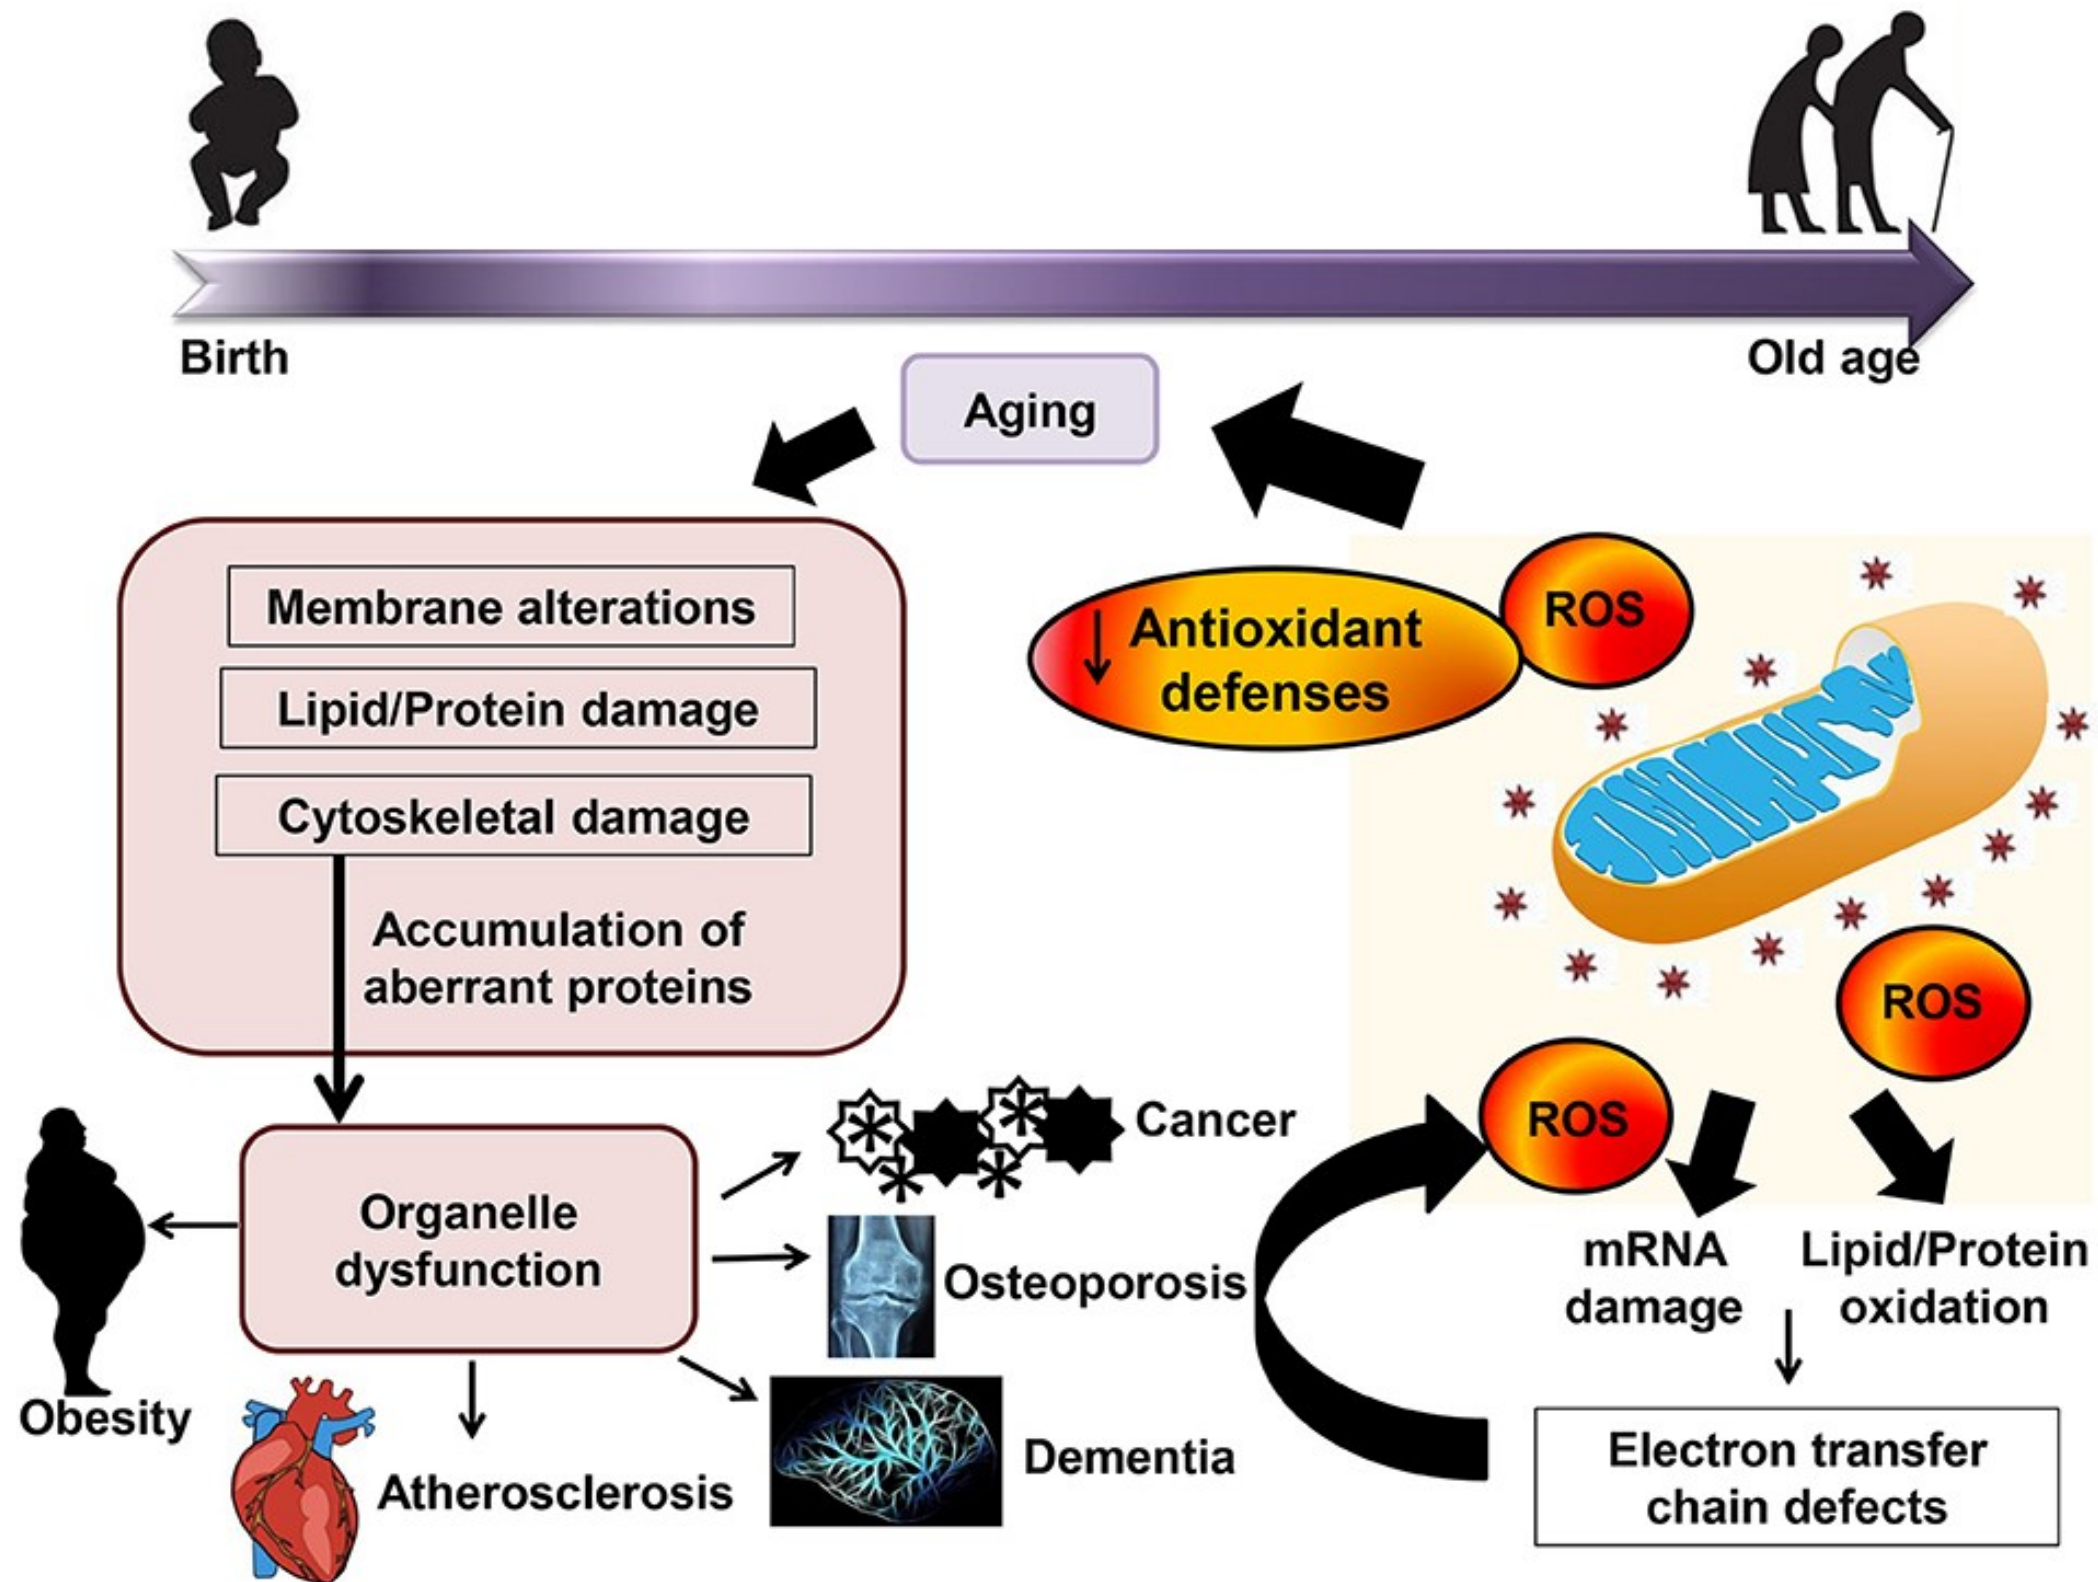 Birth
Old age
Aging
Membrane alterations
Lipid/Protein damage
Cytoskeletal damage
Accumulation of
aberrant proteins
Antioxidant
defenses
ROS
ROS
ROS
mRNA
damage
Lipid/Protein
oxidation
Electron transfer
chain defects
Organelle
dysfunction
Cancer
Osteoporosis
Dementia
Atherosclerosis
Obesity